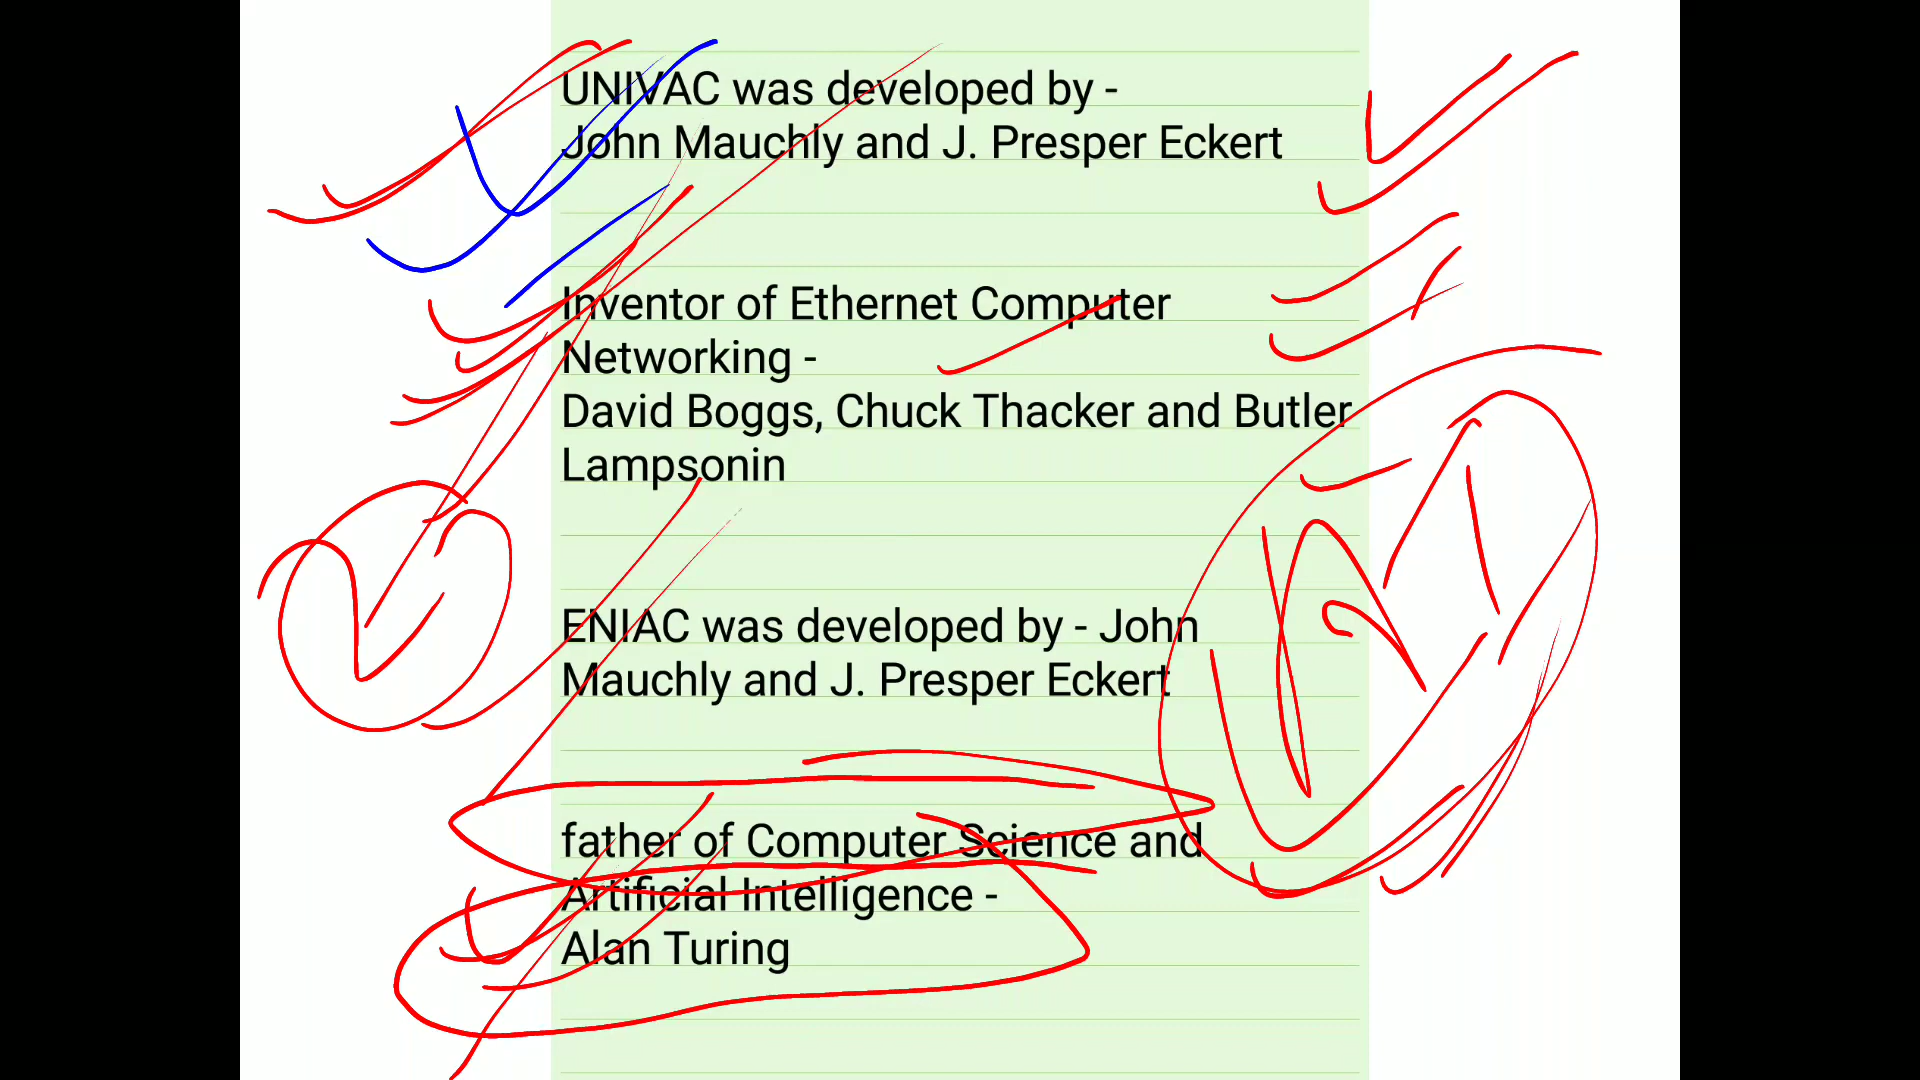 UNIVAC was developed by -
John Mauchly and J. Presper Eckert
Inventor of Ethernet Computer
Networking -
David Boggs, Chuck Thacker and Butler
Lampsonin
ENIAC was developed by - John
Mauchly and J. Presper Eckert
father of Computer Science and
Artificial Intelligence -
Alan Turing